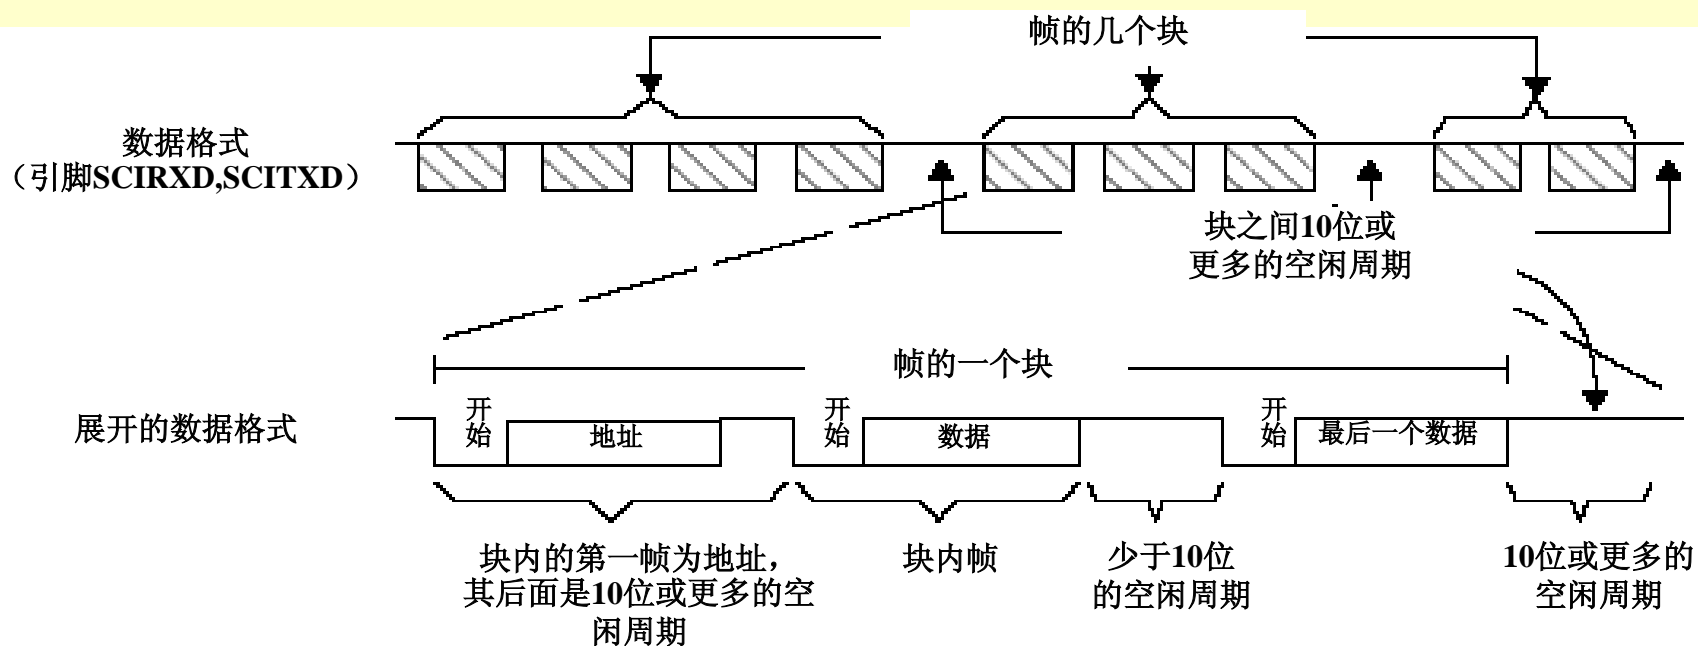 帧的几个块
数据格式
（引脚SCIRXD,SCITXD）
块之间10位或
更多的空闲周期
帧的一个块
展开的数据格式
开始
地址
开始
数据
开始
最后一个数据
块内的第一帧为地址，
其后面是10位或更多的空
闲周期
块内帧
少于10位
的空闲周期
10位或更多的
空闲周期